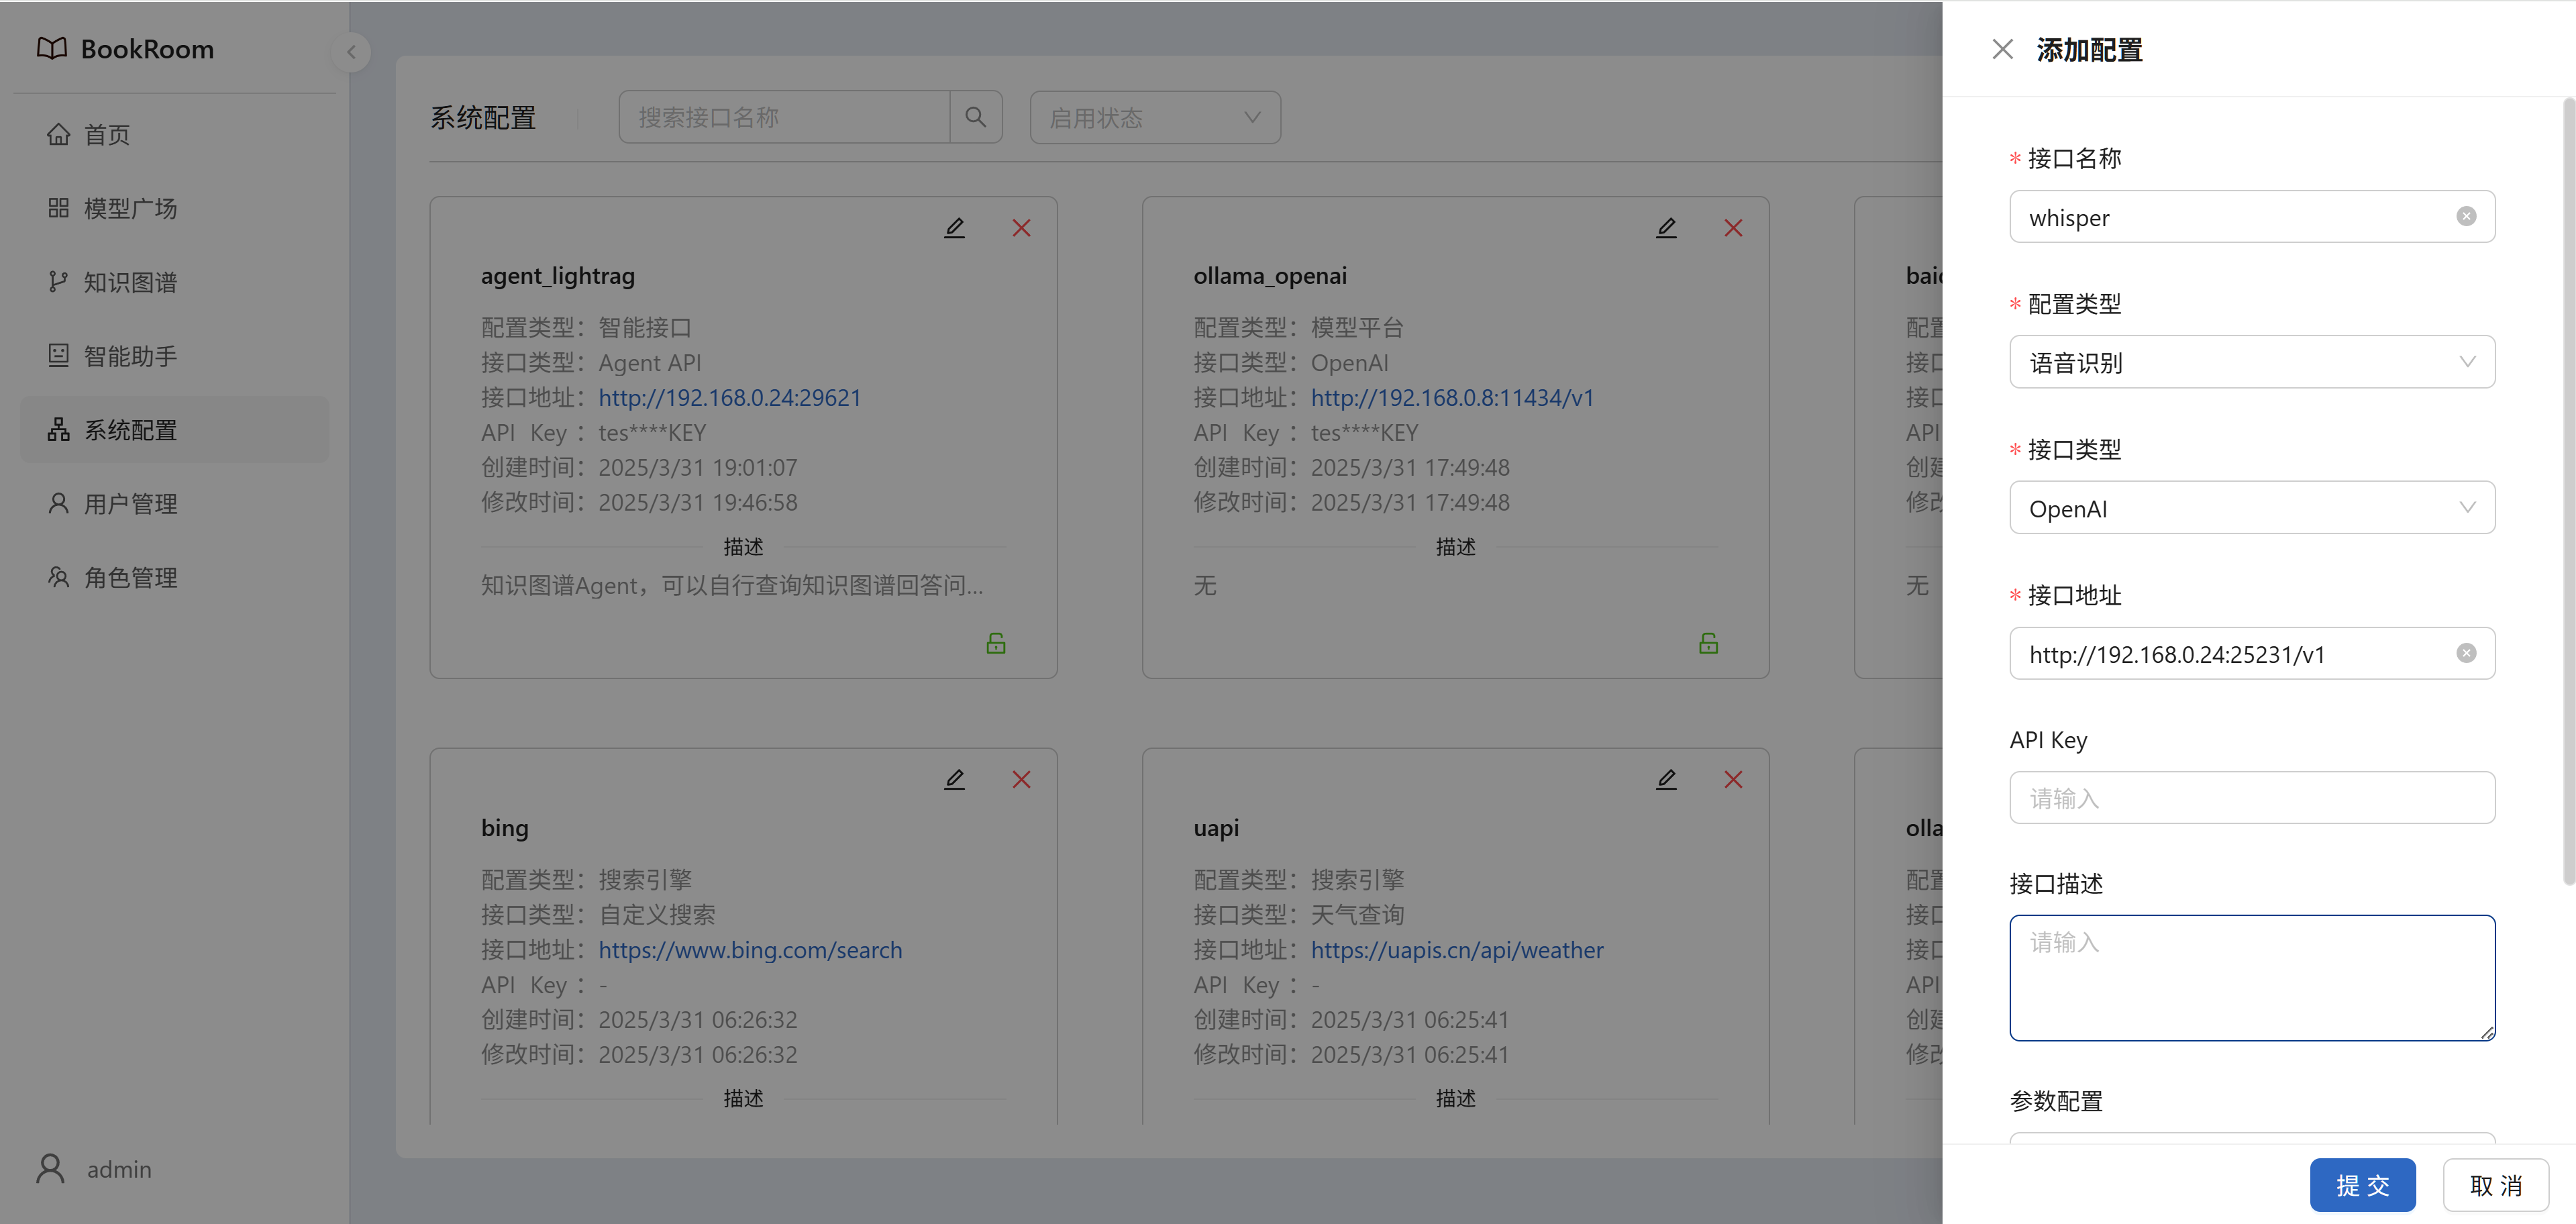 BookRoom
首页
模型广场
知识图谱
智能助手
系统配置
用户管理
角色管理
admin
系统配置
搜索接口名称
启用状态
agent_lightrag
配置类型：智能接口
接口类型：Agent API
接口地址：http://192.168.0.24:29621
API Key：tes****KEY
创建时间：2025/3/31 19:01:07
修改时间：2025/3/31 19:46:58
描述
知识图谱Agent，可以自行查询知识图谱回答问...
ollama_openai
配置类型：模型平台
接口类型：OpenAI
接口地址：http://192.168.0.8:11434/v1
API Key：tes****KEY
创建时间：2025/3/31 17:49:48
修改时间：2025/3/31 17:49:48
描述
无
配置
API
无
bing
配置类型：搜索引擎
接口类型：自定义搜索
接口地址：https://www.bing.com/search
API Key：-
创建时间：2025/3/31 06:26:32
修改时间：2025/3/31 06:26:32
描述
uapi
配置类型：搜索引擎
接口类型：天气查询
接口地址：https://uapis.cn/api/weather
API Key：-
创建时间：2025/3/31 06:25:41
修改时间：2025/3/31 06:25:41
描述
olla
配置
API
添加配置
* 接口名称
whisper
* 配置类型
语音识别
* 接口类型
OpenAI
* 接口地址
http://192.168.0.24:25231/v1
API Key
请输入
接口描述
请输入
参数配置
提 交
取 消